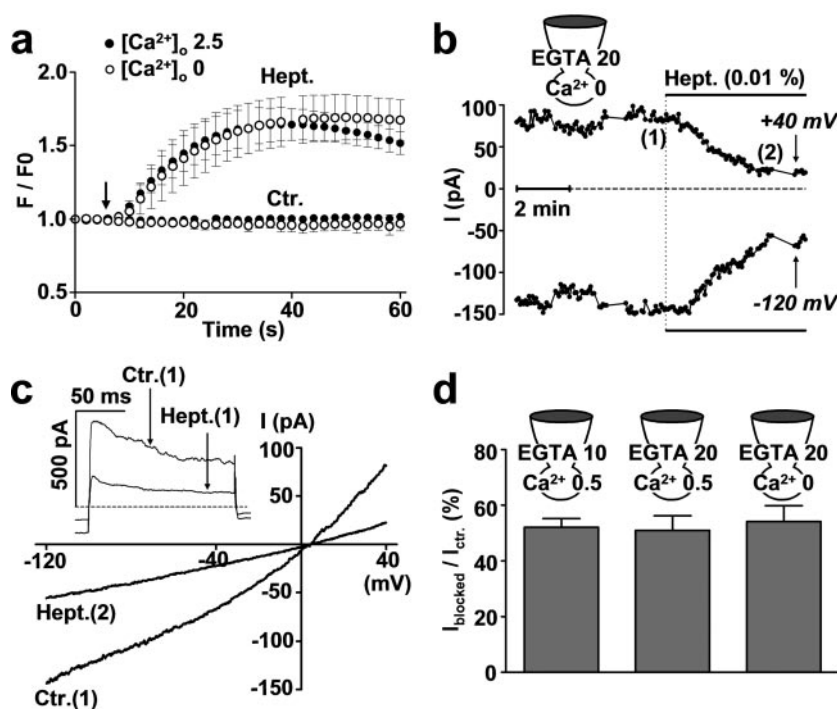 a
● [Ca²⁺]ₒ 2.5
○ [Ca²⁺]ₒ 0
Hept.
Ctr.
F / F0
2.0
1.5
1.0
0.5
0 20 40 60
Time (s)
b
EGTA 20
Ca²⁺ 0
Hept. (0.01 %)
+40 mV
(1)
(2)
2 min
-120 mV
I (pA)
100
50
0
-50
-100
-150
c
Ctr.(1)
50 ms
Hept.(1)
500 pA
I (pA)
100
50
-120 -40 40
(mV)
-50
-100
-150
Hept.(2)
Ctr.(1)
d
EGTA 10 EGTA 20 EGTA 20
Ca²⁺ 0.5 Ca²⁺ 0.5 Ca²⁺ 0
I blocked / I ctr. (%)
80
60
40
20
0